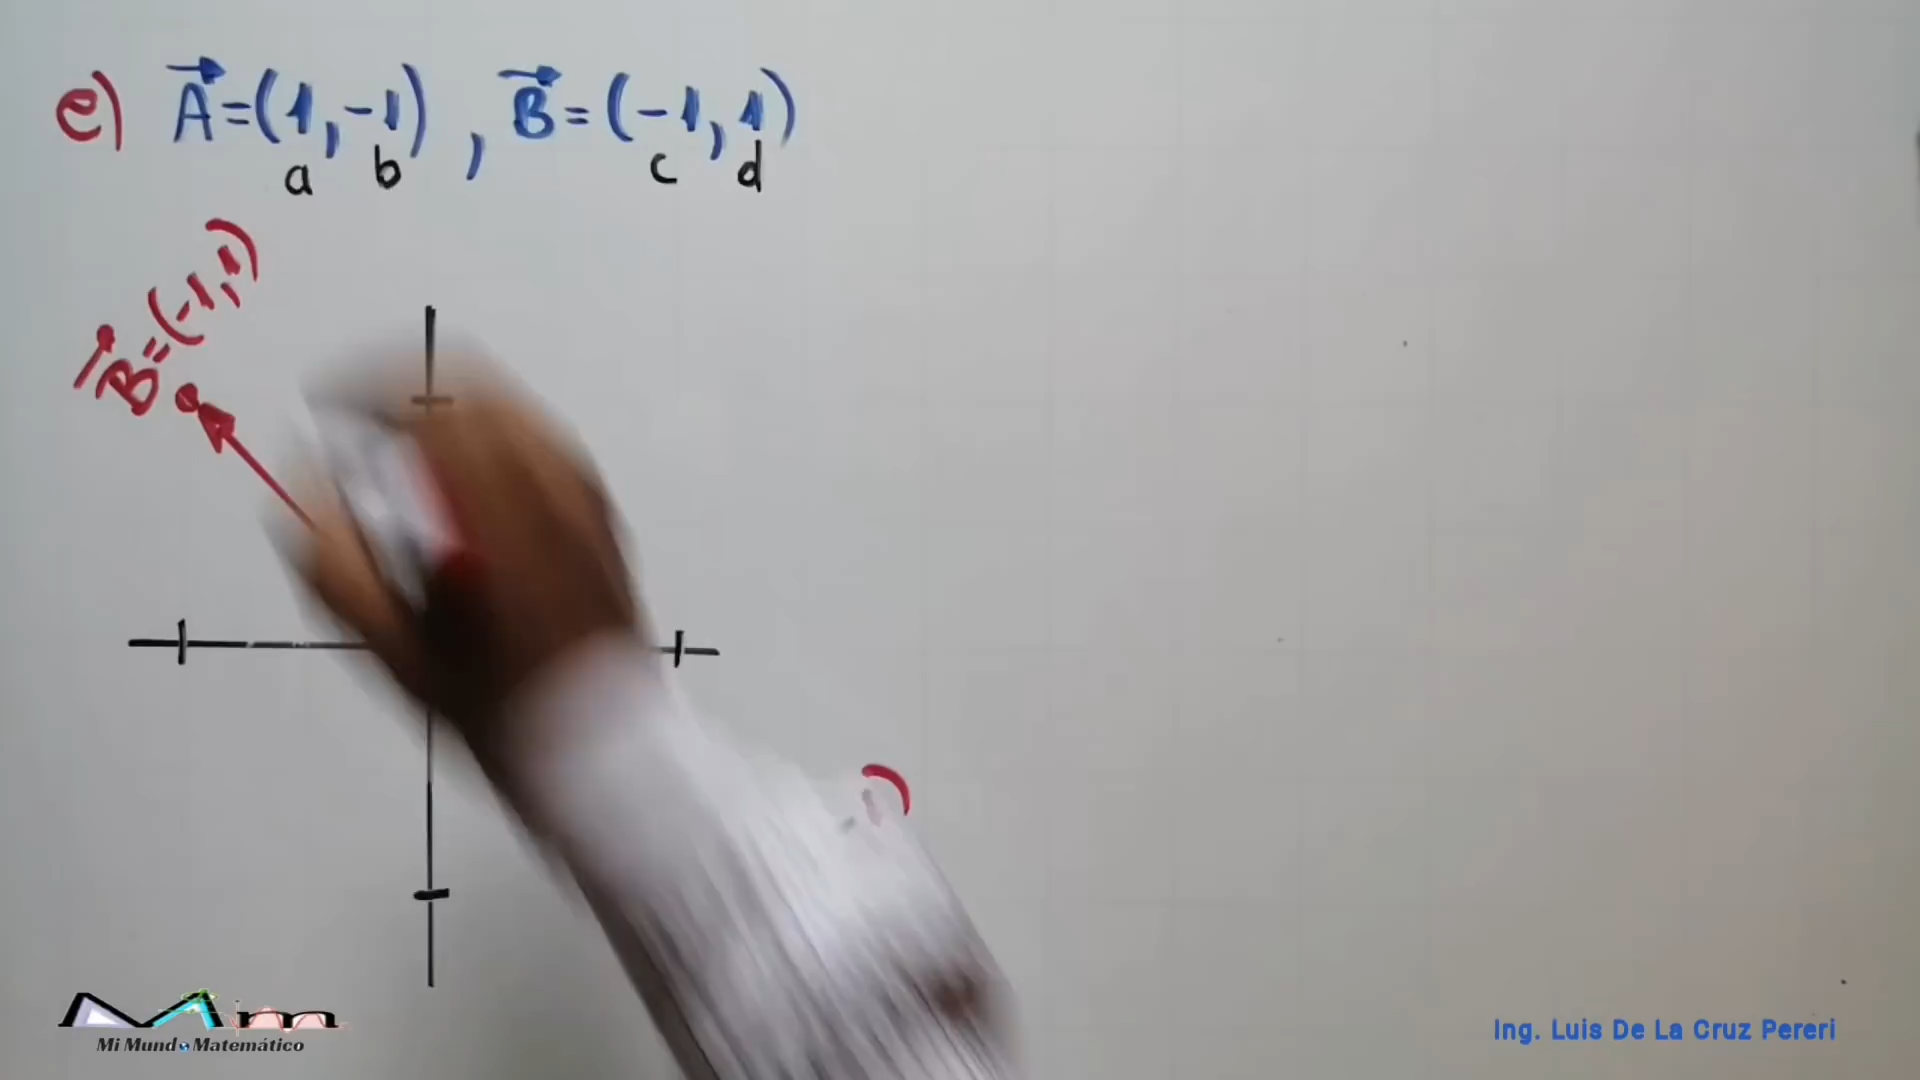 e) A=(1,-1) , B=(-1,1)
a b c d
B=(-1,1)
)
Mi Mundo Matemático
Ing. Luis De La Cruz Pereri